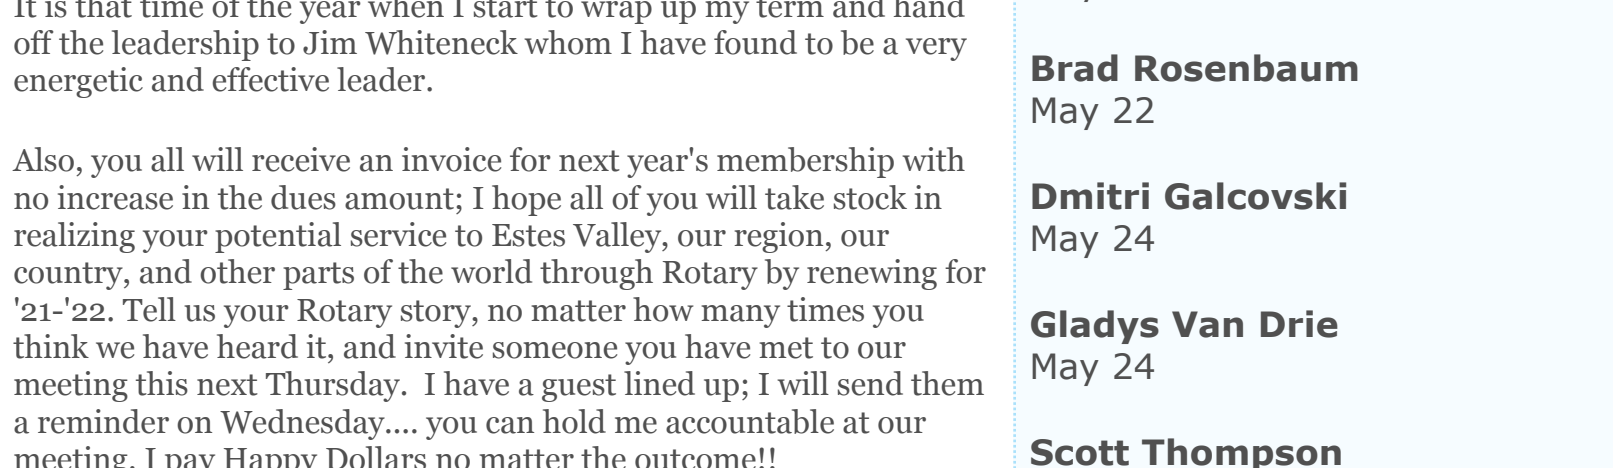 It is that time of the year when I start to wrap up my term and hand
off the leadership to Jim Whiteneck whom I have found to be a very
energetic and effective leader.
Also, you all will receive an invoice for next year's membership with
no increase in the dues amount; I hope all of you will take stock in
realizing your potential service to Estes Valley, our region, our
country, and other parts of the world through Rotary by renewing for
'21-'22. Tell us your Rotary story, no matter how many times you
think we have heard it, and invite someone you have met to our
meeting this next Thursday.  I have a guest lined up; I will send them
a reminder on Wednesday.... you can hold me accountable at our
meeting. I pay Happy Dollars no matter the outcome!!
Brad Rosenbaum
May 22
Dmitri Galcovski
May 24
Gladys Van Drie
May 24
Scott Thompson